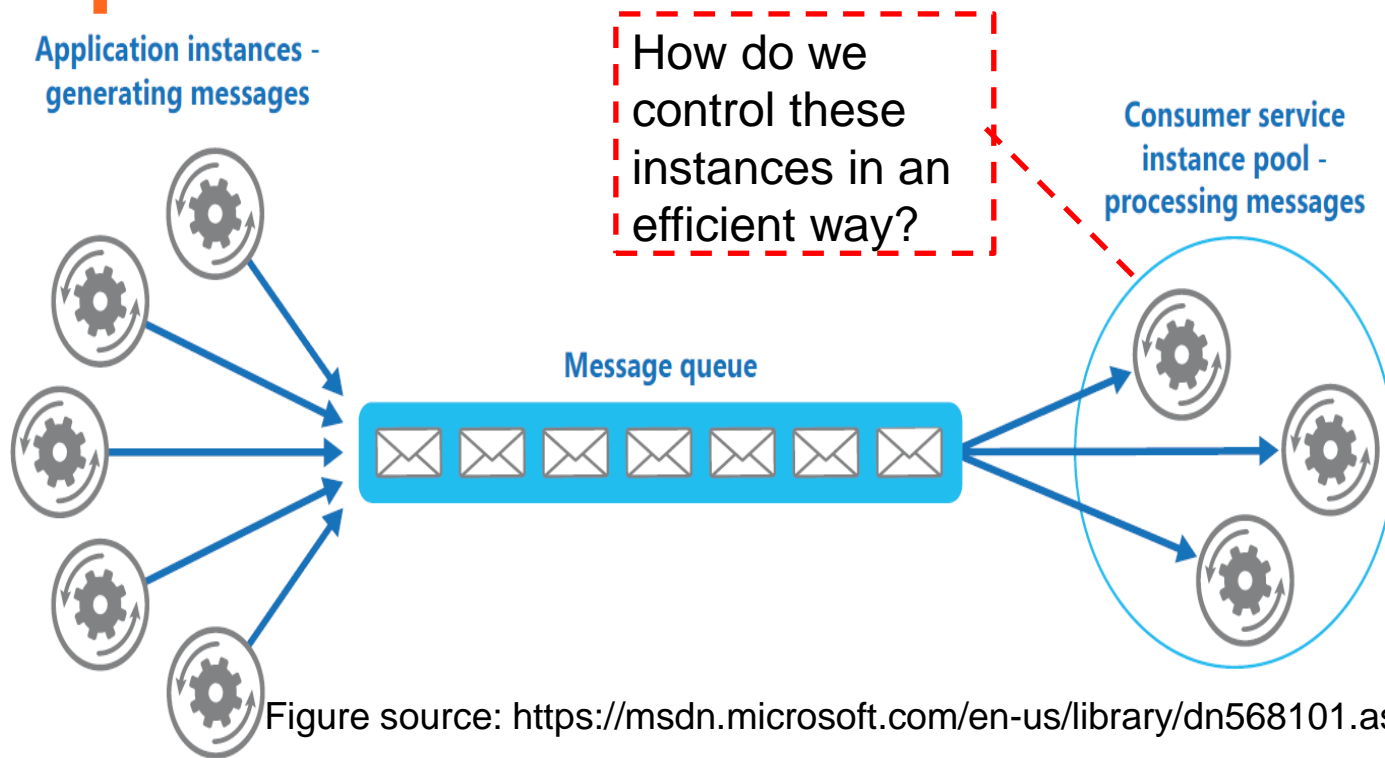 Application instances -
generating messages
How do we
control these
instances in an
efficient way?
Consumer service
instance pool -
processing messages
Message queue
Figure source: https://msdn.microsoft.com/en-us/library/dn568101.as